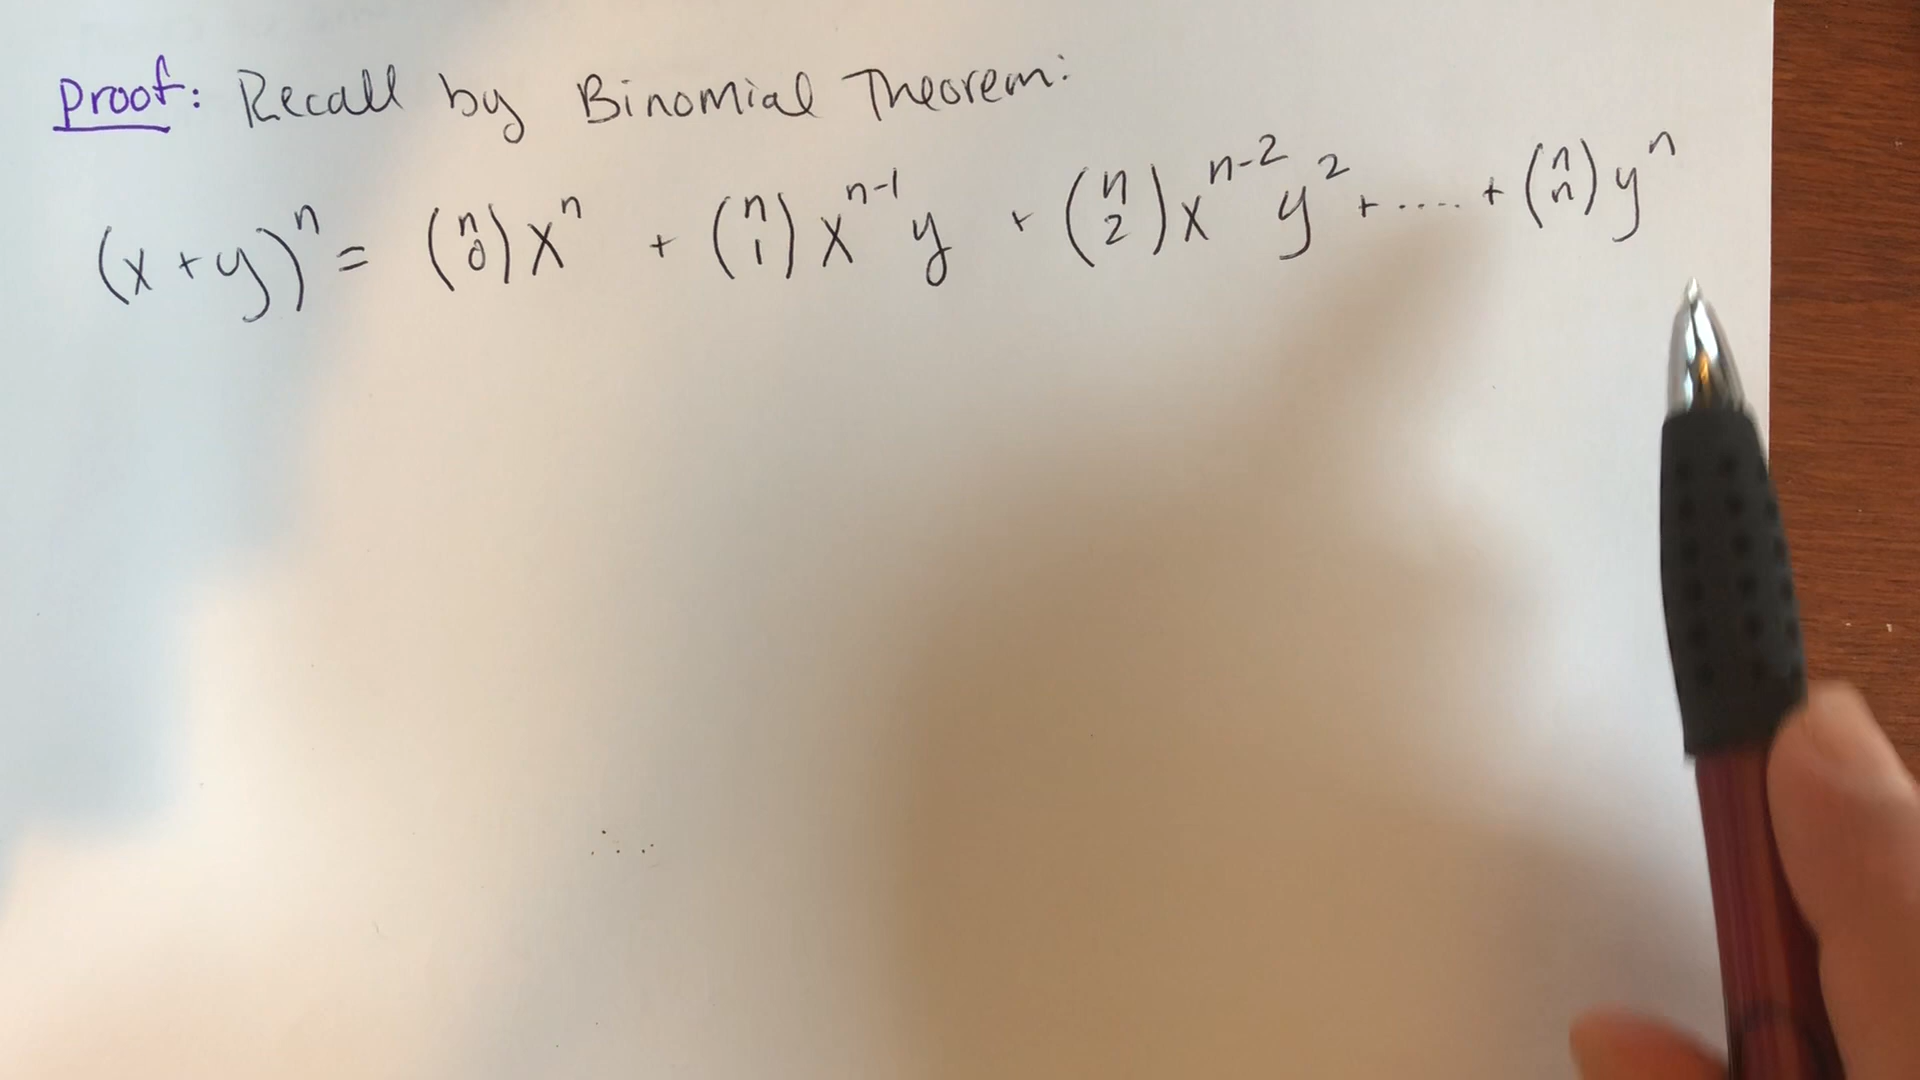 Proof: Recall by Binomial Theorem:
(x+y)^n = (n 0)x^n + (n 1)x^{n-1}y + (n 2)x^{n-2}y^2 + ..... + (n n)y^n